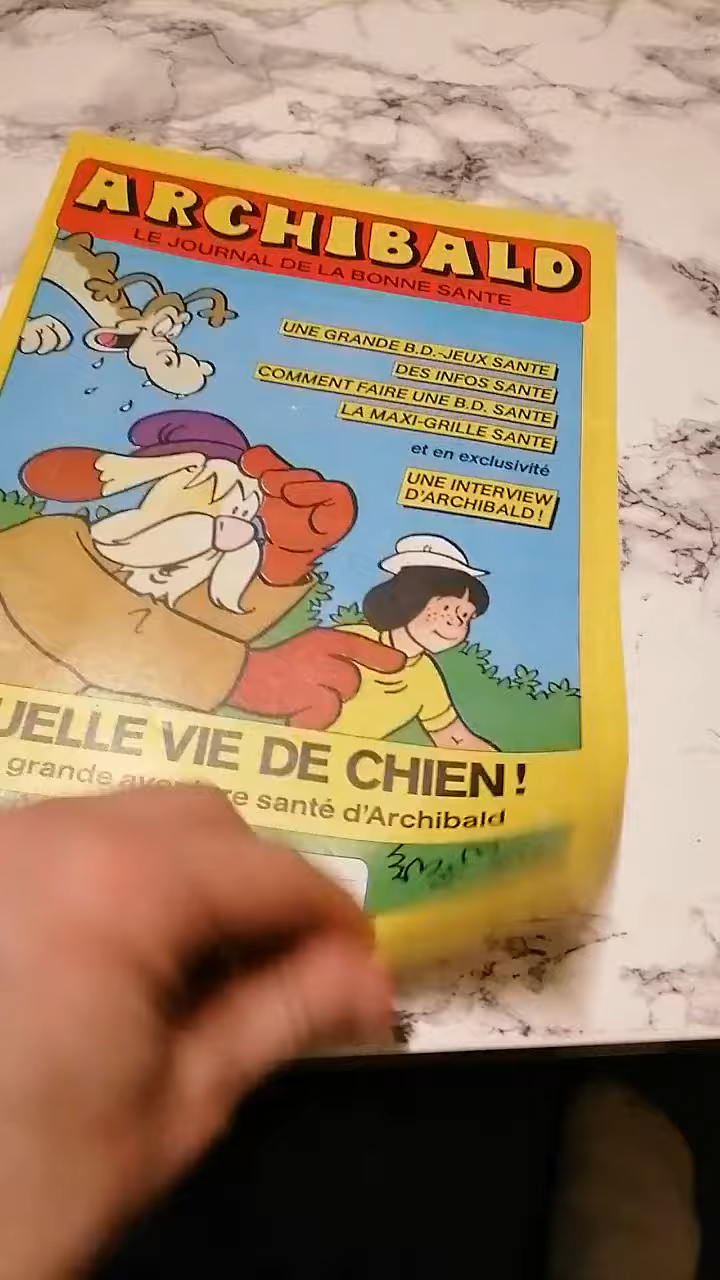 ARCHIBALD
LE JOURNAL DE LA BONNE SANTE
UNE GRANDE B.D.-JEUX SANTE
DES INFOS SANTE
COMMENT FAIRE UNE B.D. SANTE
LA MAXI-GRILLE SANTE
et en exclusivité
UNE INTERVIEW
D'ARCHIBALD !
UELLE VIE DE CHIEN !
grande santé d'Archibald